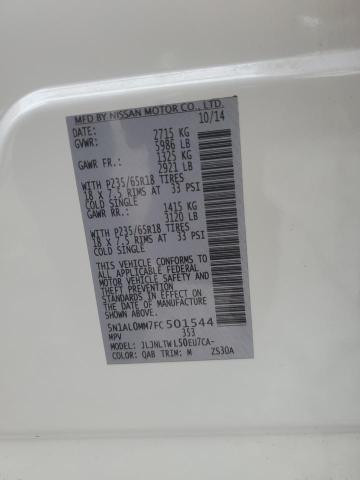 MFD BY NISSAN MOTOR CO., LTD.
DATE: 10/14
GVWR: 2715 KG
5986 LB
GAWR FR.: 1325 KG
2921 LB
WITH P235/65R18 TIRES
18 X 7.5 RIMS AT 33 PSI
COLD SINGLE
GAWR RR.: 1415 KG
3120 LB
WITH P235/65R18 TIRES
18 X 7.5 RIMS AT 33 PSI
COLD SINGLE
THIS VEHICLE CONFORMS TO
ALL APPLICABLE FEDERAL
MOTOR VEHICLE SAFETY
STANDARDS IN EFFECT ON
THE DATE OF MANUFACTURE
SHOWN ABOVE.
5N1AL0MM7FC501544
MPV 353
MODEL: JLJNLTWL50EU7CA-
COLOR: QAB TRIM: M ZS30A